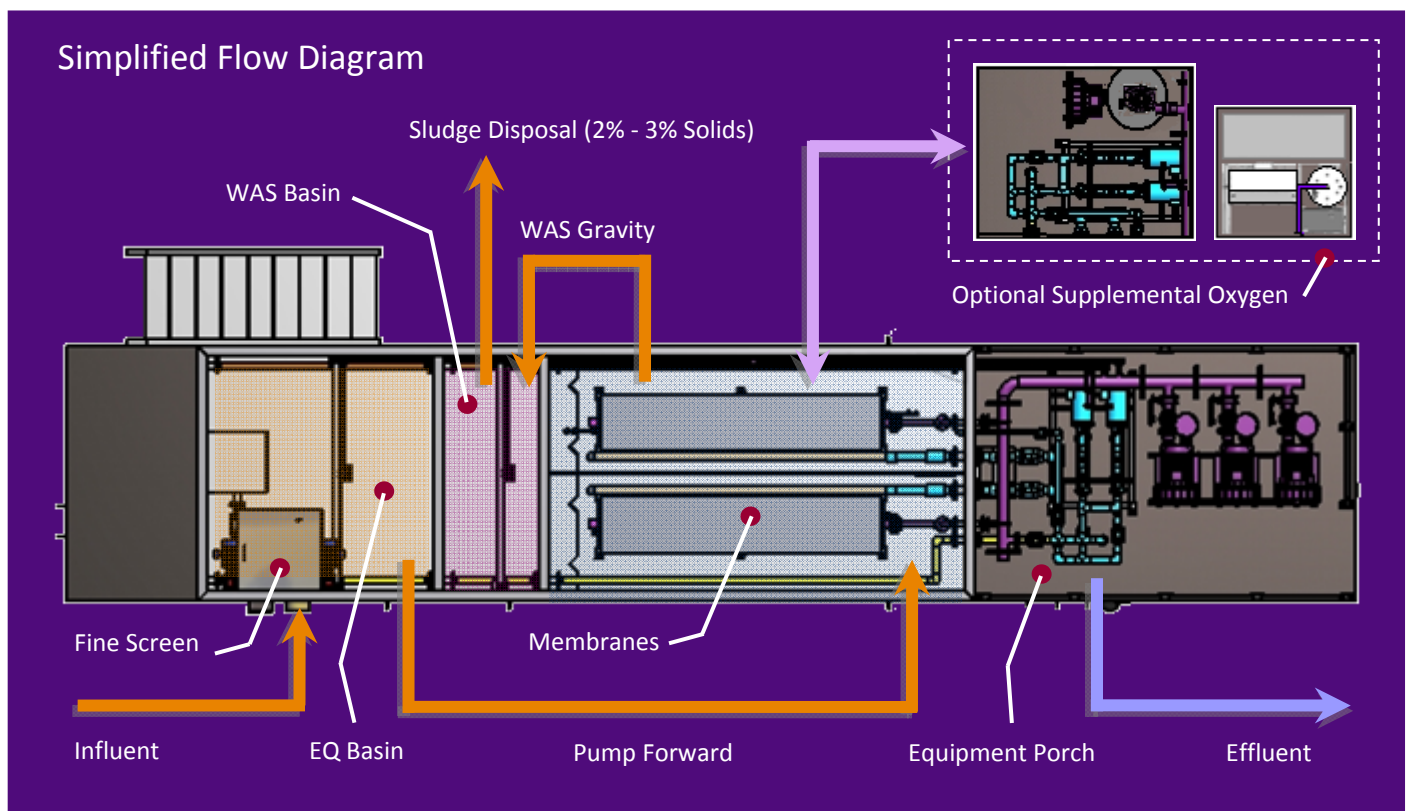 Simplified Flow Diagram
Sludge Disposal (2% - 3% Solids)
WAS Basin
WAS Gravity
Optional Supplemental Oxygen
Fine Screen
Membranes
Influent
EQ Basin
Pump Forward
Equipment Porch
Effluent